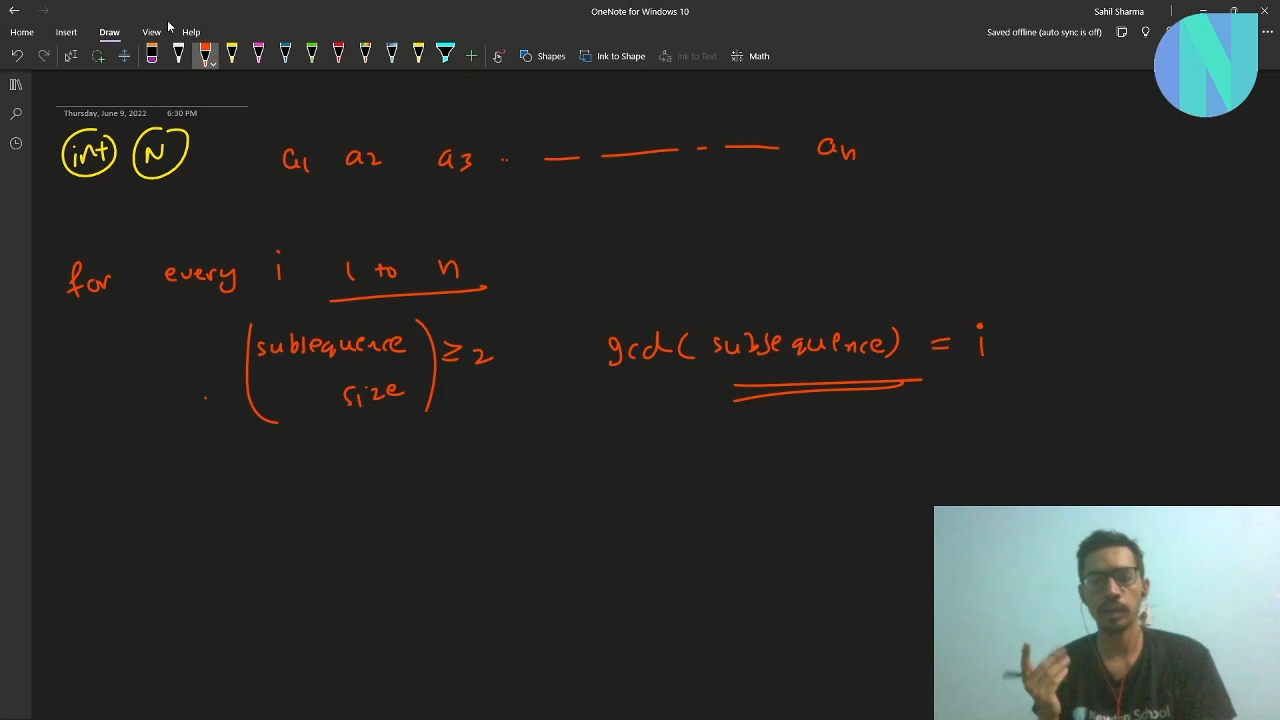 OneNote for Windows 10
Sahil Sharma
Home Insert Draw View Help
Saved offline (auto sync is off)
Shapes Ink to Shape Ink to Text Math
Thursday, June 9, 2022 6:30 PM
int N a1 a2 a3 .. — — - — an
for every i 1 to n
(subsequence size) ≥ 2 gcd( subsequence) = i